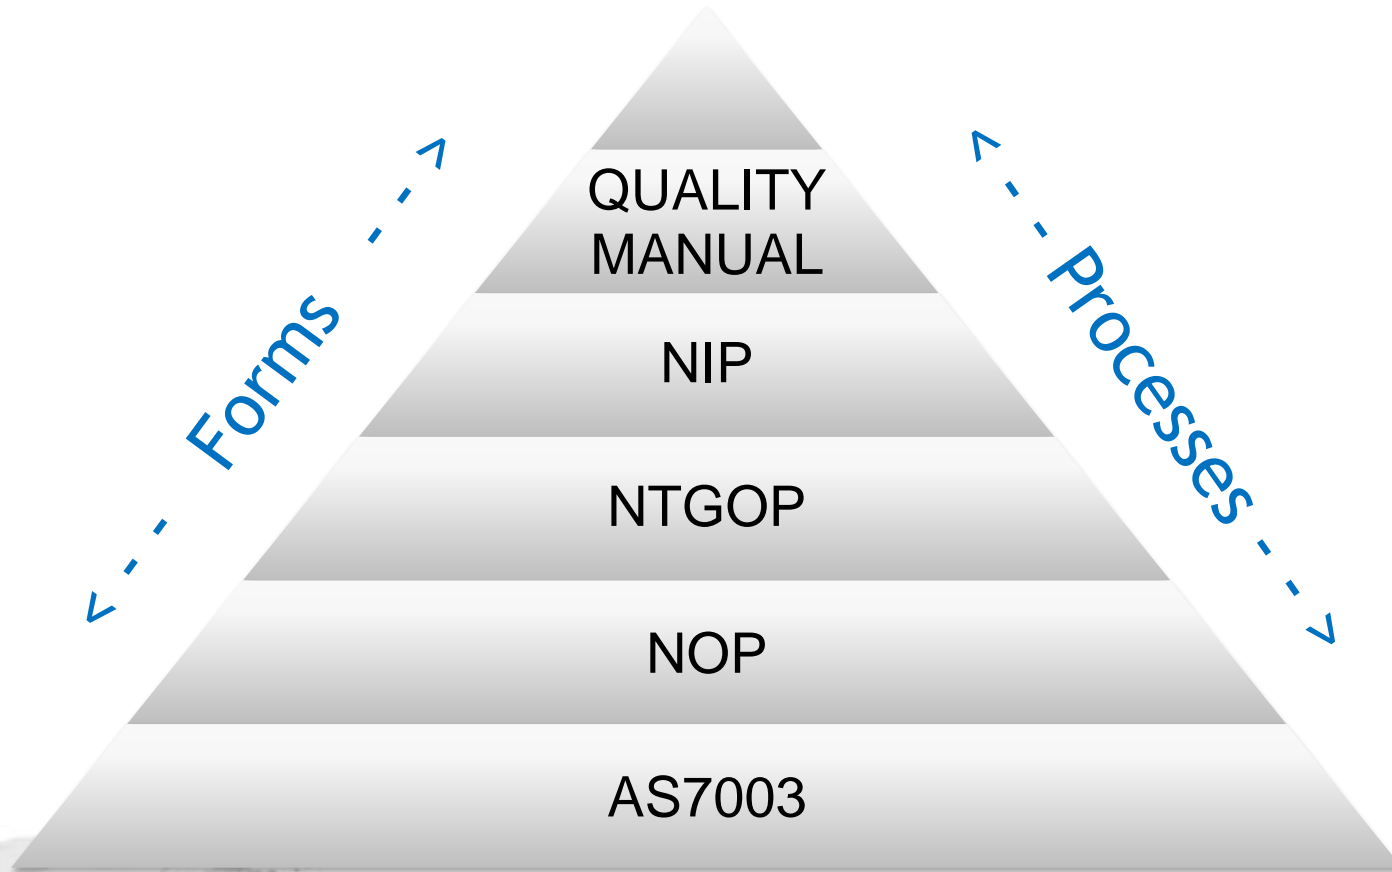 QUALITY
MANUAL
NIP
NTGOP
NOP
AS7003
< - - Forms - - >
< - - Processes - - >